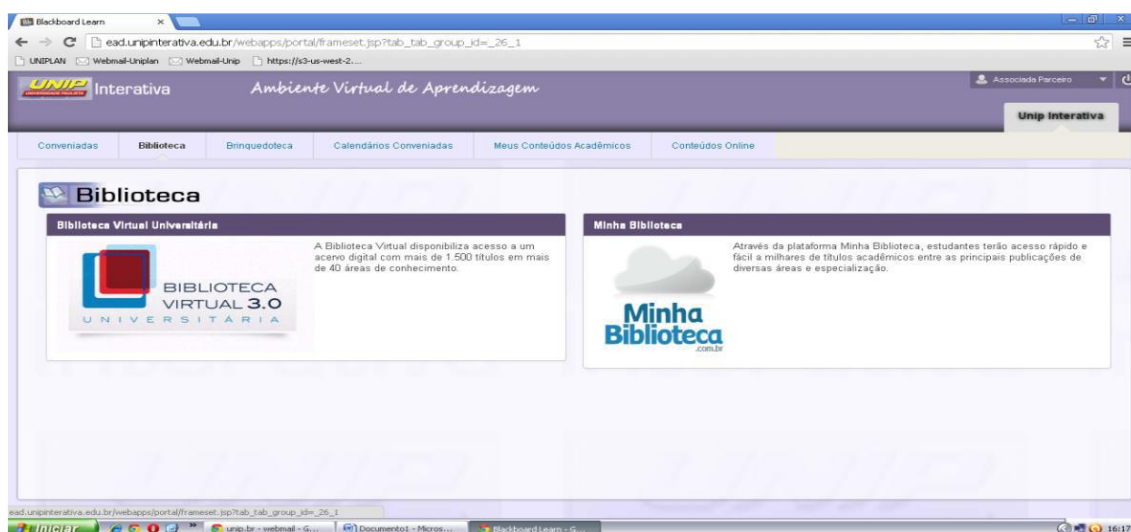 Blackboard Learn
ead.unipinterativa.edu.br/webapps/portal/frameset.jsp?tab_tab_group_id=_26_1
UNIPLAN Webmail-Uniplan Webmail-Unip https://s3-us-west-2....
UNIP Interativa Ambiente Virtual de Aprendizagem Associada Parceiro
Unip Interativa
Conveniadas Biblioteca Brinquedoteca Calendários Conveniadas Meus Conteúdos Acadêmicos Conteúdos Online
Biblioteca
Biblioteca Virtual Universitária
A Biblioteca Virtual disponibiliza acesso a um
acervo digital com mais de 1.500 títulos em mais
de 40 áreas de conhecimento.
BIBLIOTECA
VIRTUAL 3.0
UNIVERSITÁRIA
Minha Biblioteca
Através da plataforma Minha Biblioteca, estudantes terão acesso rápido e
fácil a milhares de títulos acadêmicos entre as principais publicações de
diversas áreas e especialização.
Minha
Biblioteca
.com.br
ead.unipinterativa.edu.br/webapps/portal/frameset.jsp?tab_tab_group_id=_26_1
Iniciar unip.br - webmail - G... Documento1 - Micros... Blackboard Learn - G... 16:17